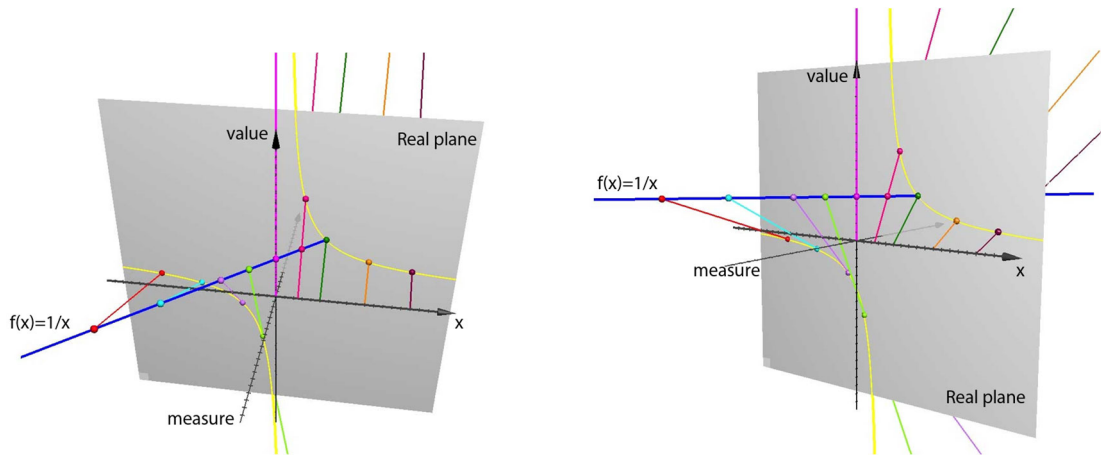 value
Real plane
f(x)=1/x
x
measure
value
f(x)=1/x
measure
x
Real plane